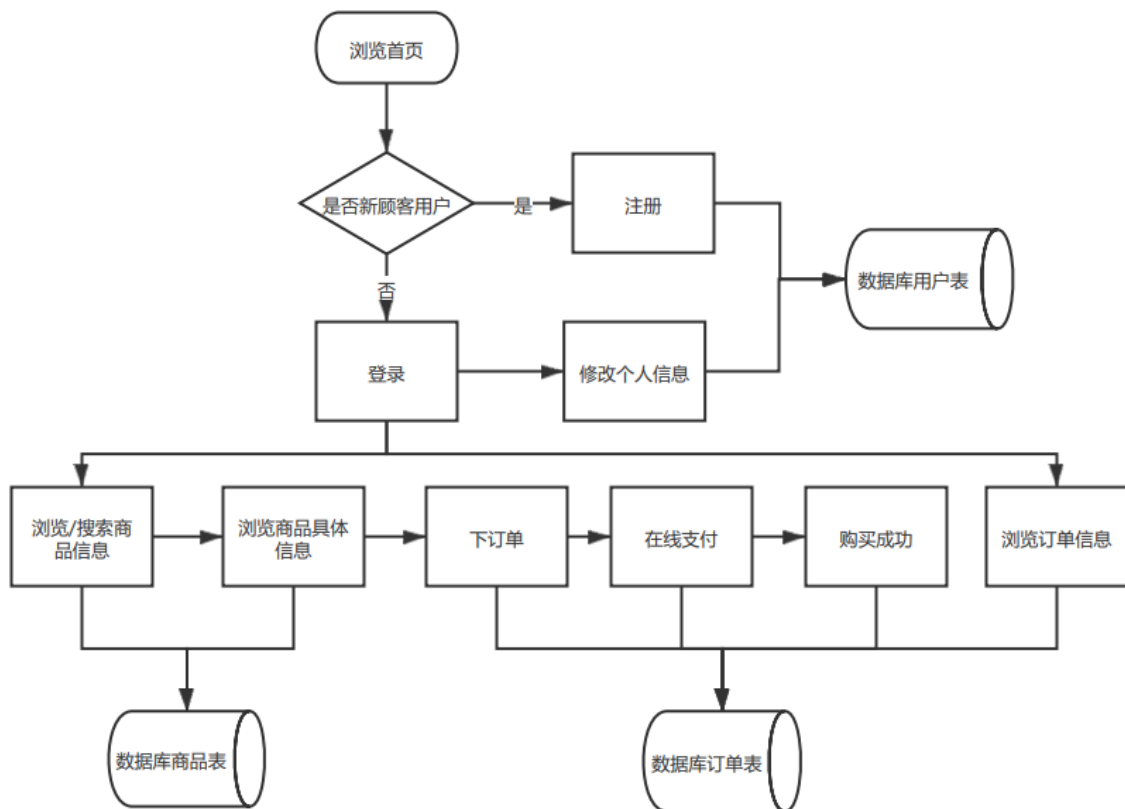 浏览首页
是否新顾客用户
是
注册
数据库用户表
否
登录
修改个人信息
浏览/搜索商
品信息
浏览商品具体
信息
下订单
在线支付
购买成功
浏览订单信息
数据库商品表
数据库订单表